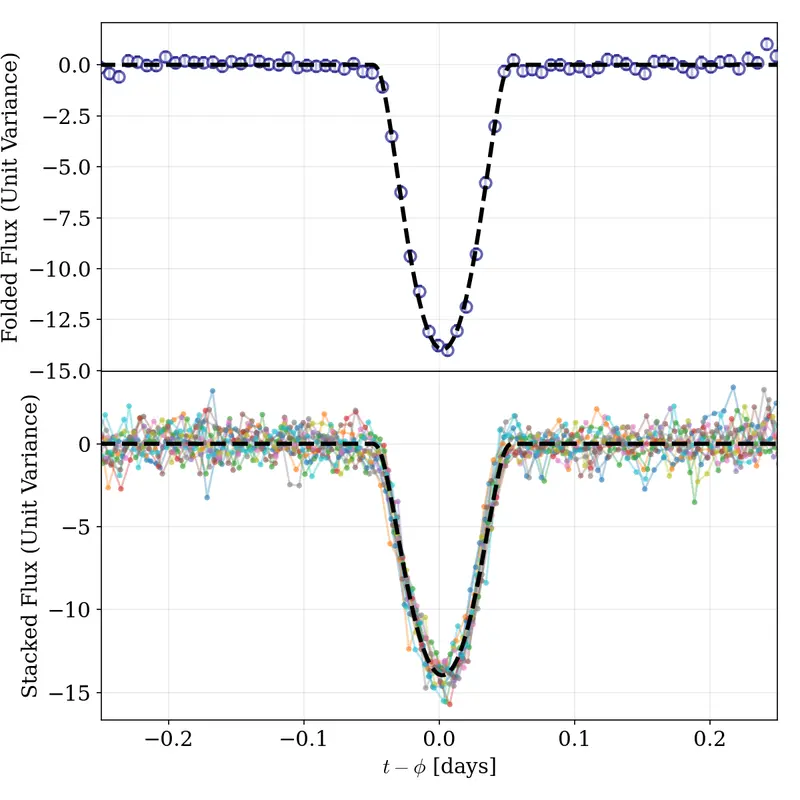 Folded Flux (Unit Variance)
0.0
−2.5
−5.0
−7.5
−10.0
−12.5
−15.0
Stacked Flux (Unit Variance)
0
−5
−10
−15
−0.2 −0.1 0.0 0.1 0.2
t − ϕ [days]